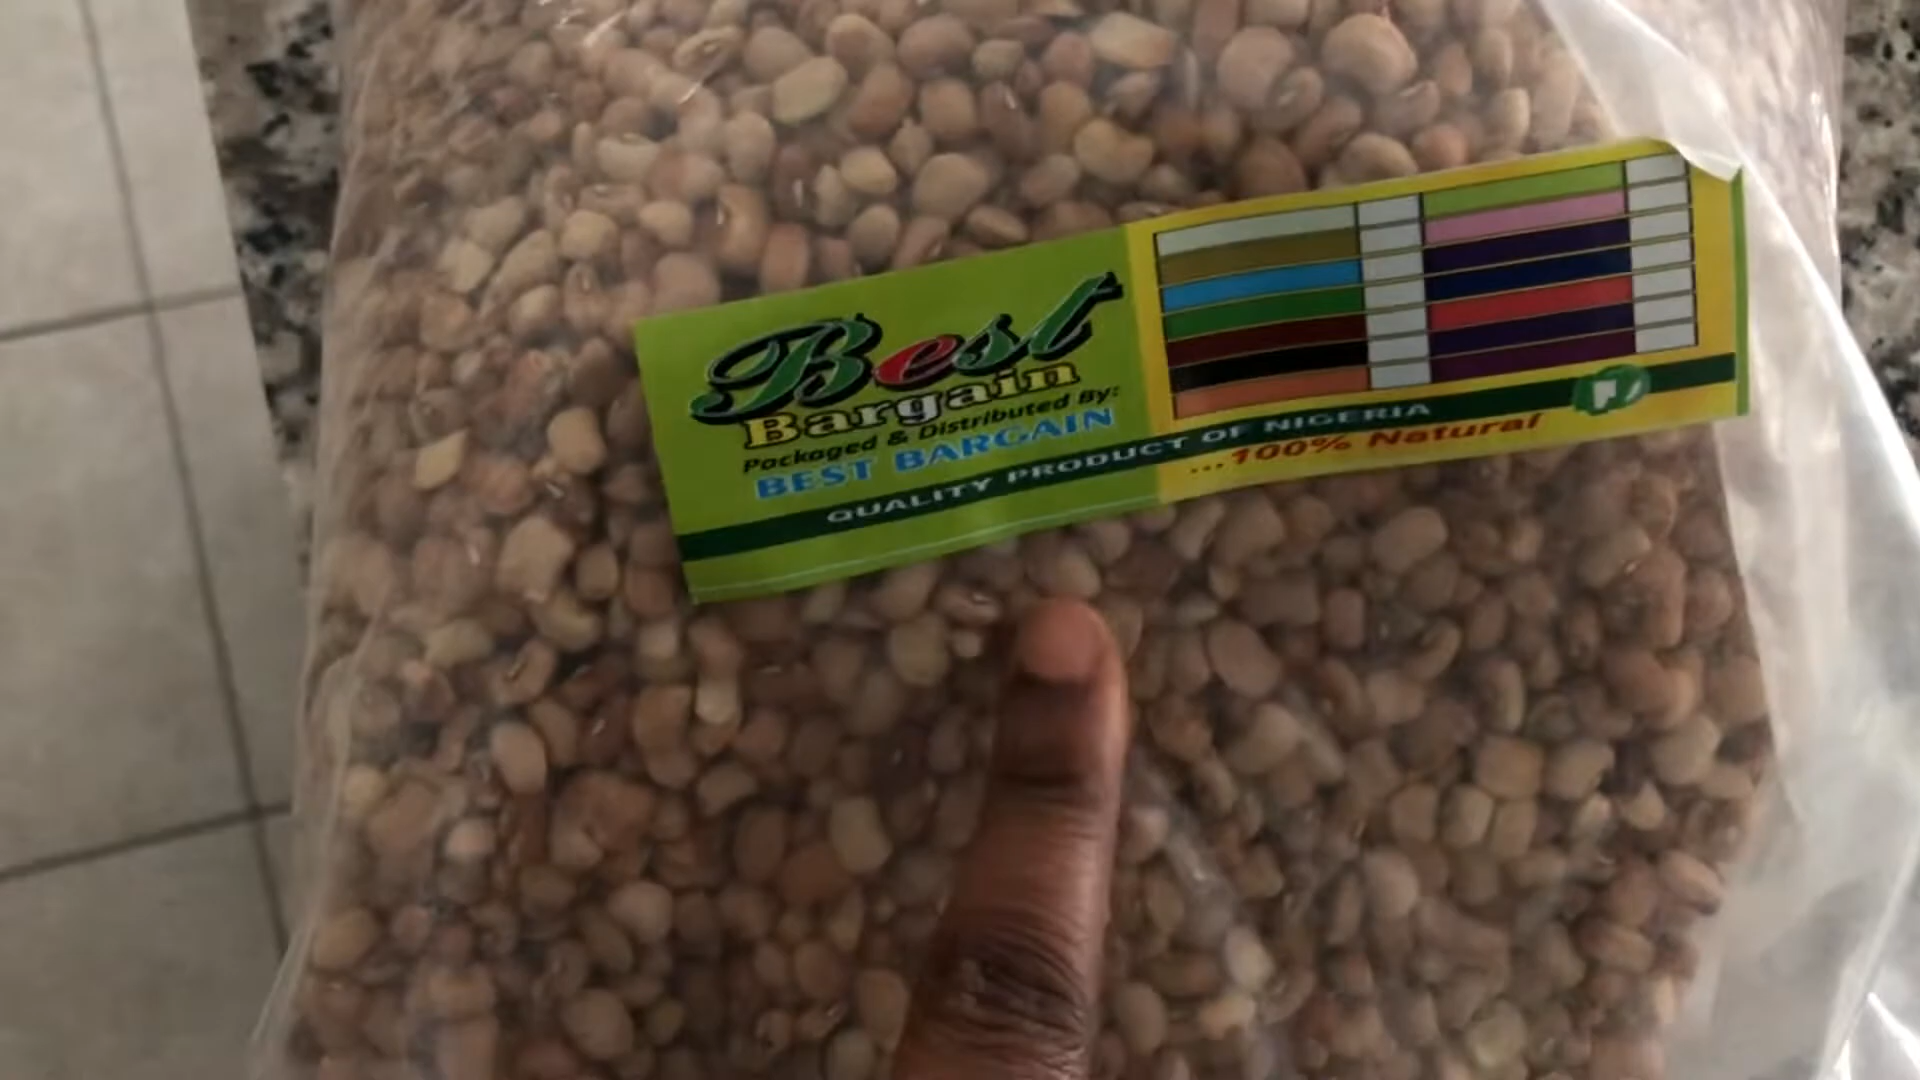 Best
Bargain
Packaged & Distributed By:
BEST BARGAIN
QUALITY PRODUCT OF NIGERIA
...100% Natural